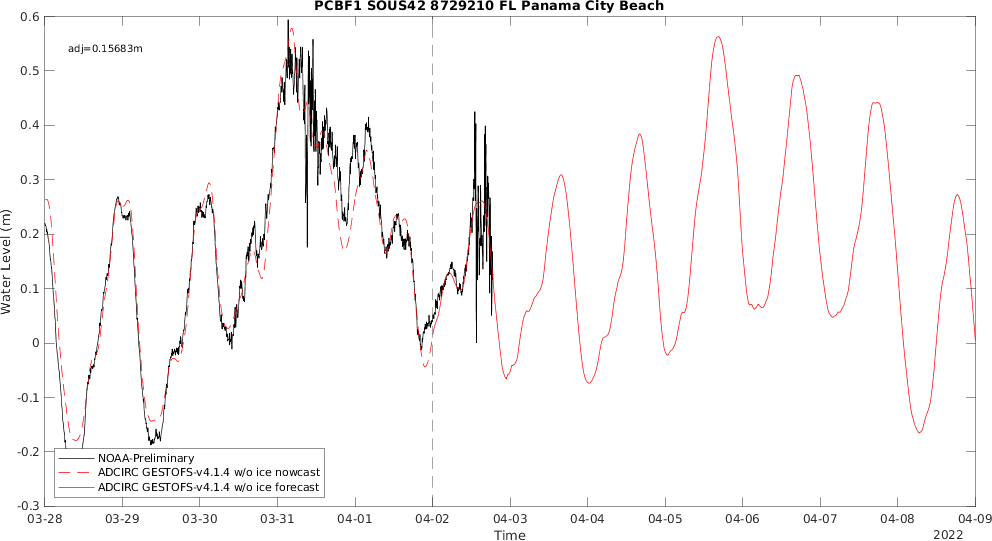 PCBF1 SOUS42 8729210 FL Panama City Beach
adj=0.15683m
Water Level (m)
0.6
0.5
0.4
0.3
0.2
0.1
0
-0.1
-0.2
-0.3
NOAA-Preliminary
ADCIRC GESTOFS-v4.1.4 w/o ice nowcast
ADCIRC GESTOFS-v4.1.4 w/o ice forecast
03-28 03-29 03-30 03-31 04-01 04-02 04-03 04-04 04-05 04-06 04-07 04-08 04-09
Time
2022